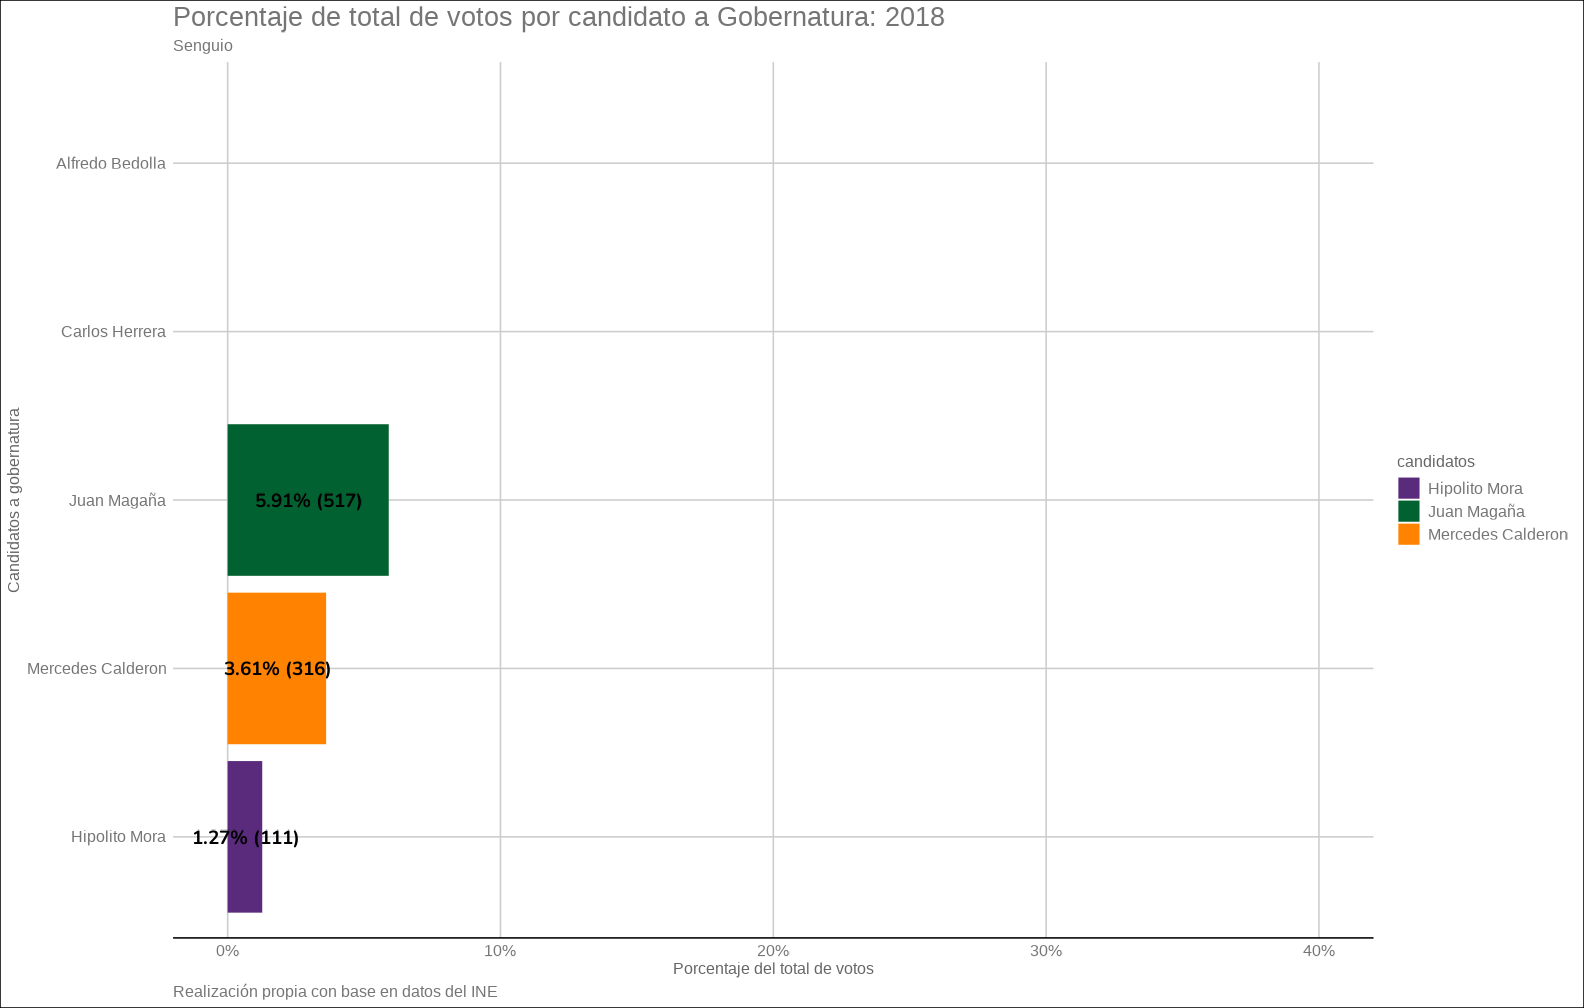 Porcentaje de total de votos por candidato a Gobernatura: 2018
Senguio
Candidatos a gobernatura
Alfredo Bedolla
Carlos Herrera
Juan Magaña
5.91% (517)
Mercedes Calderon
3.61% (316)
Hipolito Mora
1.27% (111)
0%
10%
20%
30%
40%
Porcentaje del total de votos
candidatos
Hipolito Mora
Juan Magaña
Mercedes Calderon
Realización propia con base en datos del INE